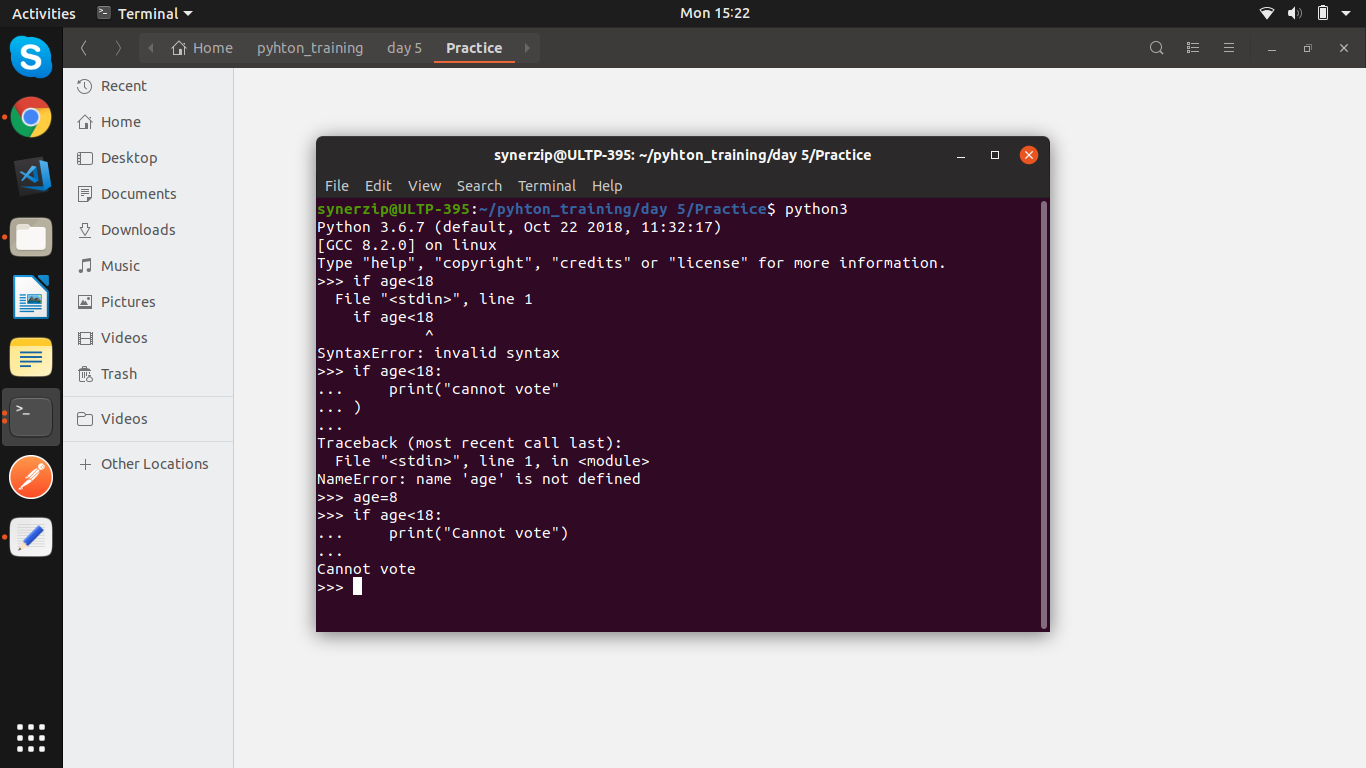 Activities Terminal Mon 15:22
Home pyhton_training day 5 Practice
Recent
Home
Desktop
Documents
Downloads
Music
Pictures
Videos
Trash
Videos
Other Locations
synerzip@ULTP-395: ~/pyhton_training/day 5/Practice
File Edit View Search Terminal Help
synerzip@ULTP-395:~/pyhton_training/day 5/Practice$ python3
Python 3.6.7 (default, Oct 22 2018, 11:32:17)
[GCC 8.2.0] on linux
Type "help", "copyright", "credits" or "license" for more information.
>>> if age<18
  File "<stdin>", line 1
    if age<18
            ^
SyntaxError: invalid syntax
>>> if age<18:
...     print("cannot vote"
... )
...
Traceback (most recent call last):
  File "<stdin>", line 1, in <module>
NameError: name 'age' is not defined
>>> age=8
>>> if age<18:
...     print("Cannot vote")
...
Cannot vote
>>>